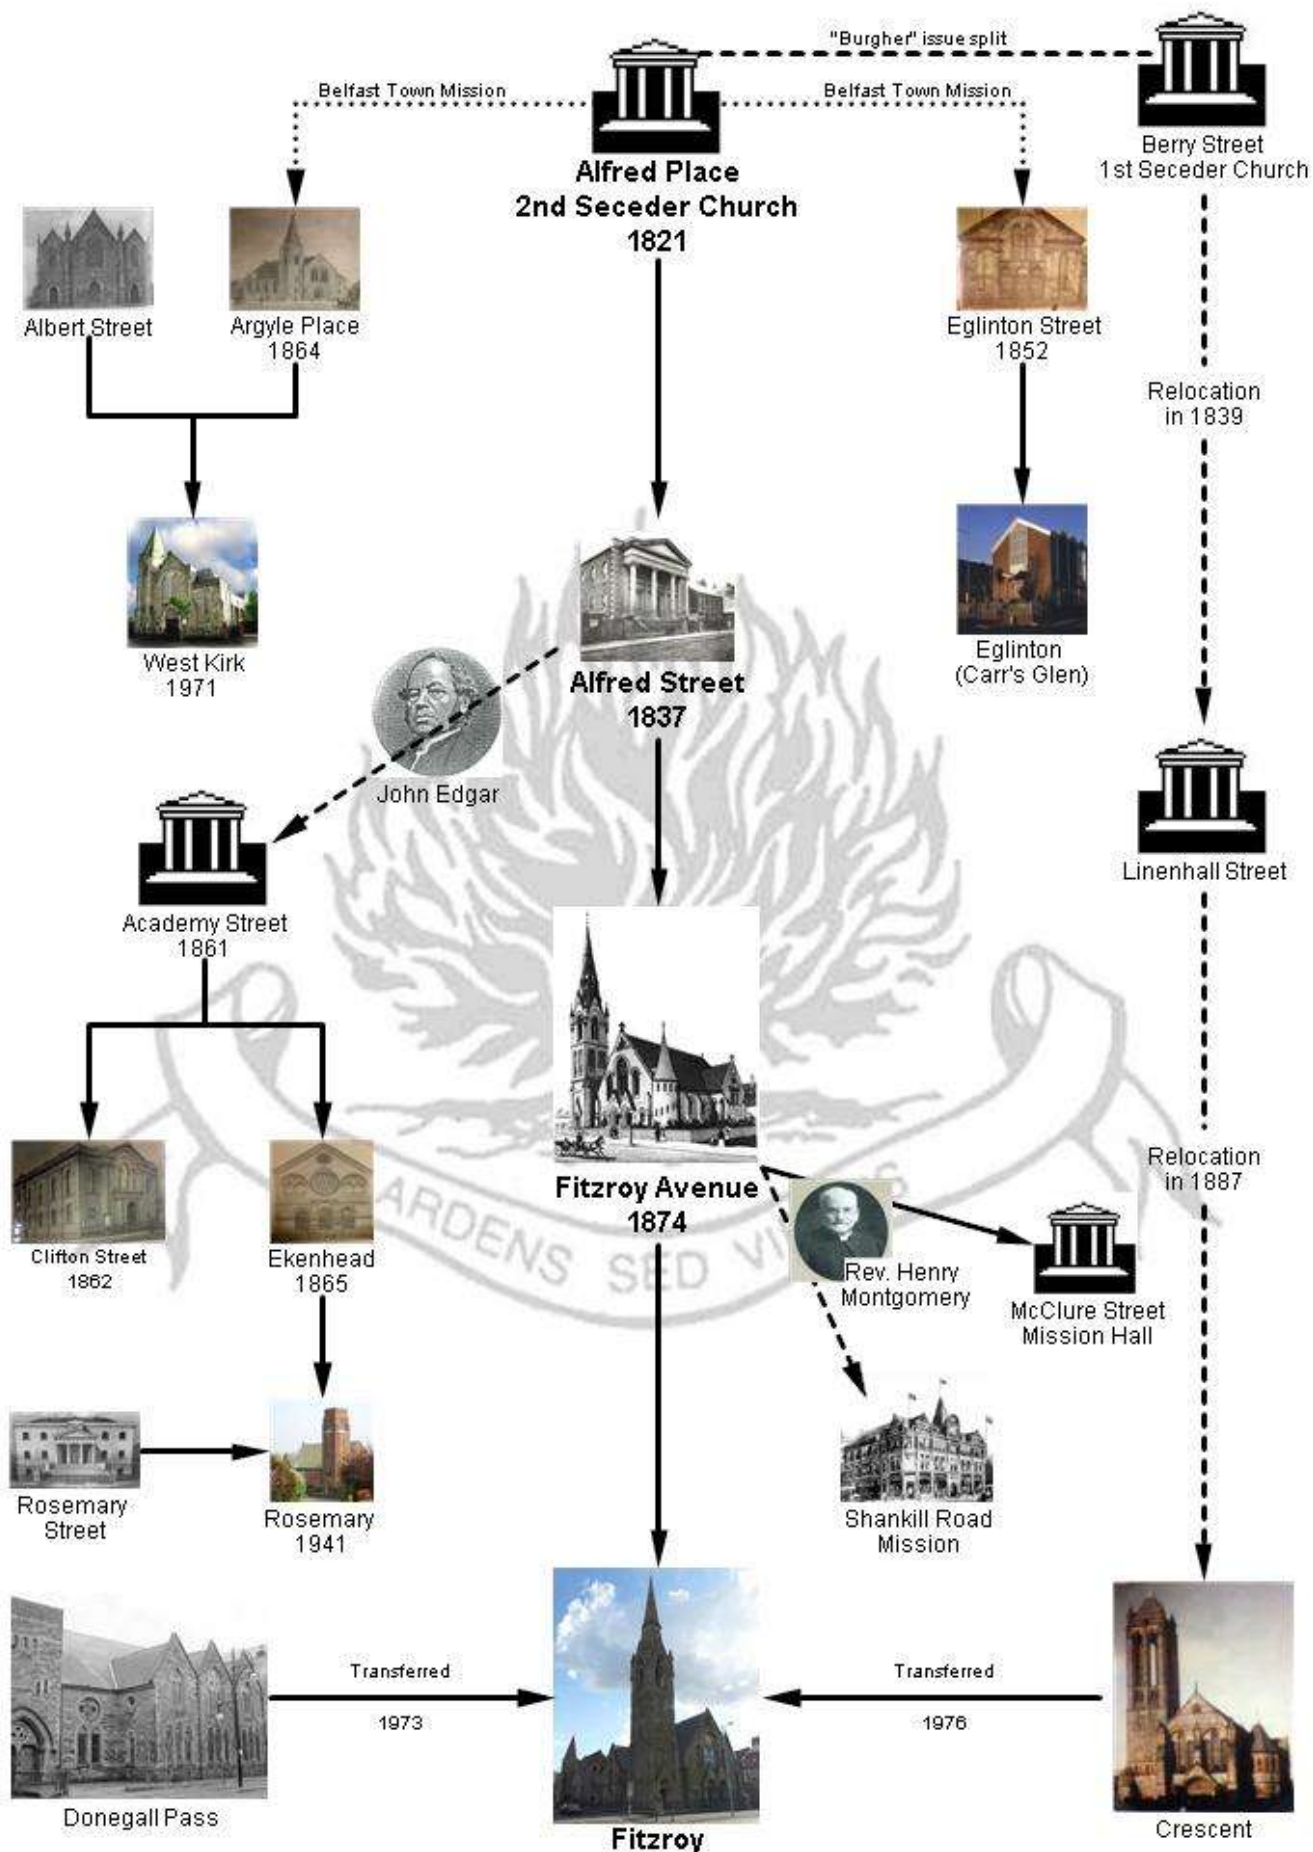 "Burgher" issue split
Belfast Town Mission
Belfast Town Mission
Berry Street
1st Seceder Church
Alfred Place
2nd Seceder Church
1821
Albert Street
Argyle Place
1864
Eglinton Street
1852
Relocation
in 1839
West Kirk
1971
Eglinton
(Carr's Glen)
Alfred Street
1837
John Edgar
Linenhall Street
Academy Street
1861
Relocation
in 1887
Fitzroy Avenue
1874
Clifton Street
1862
Ekenhead
1865
Rev. Henry
Montgomery
McClure Street
Mission Hall
ARDENS SED VI
S
Rosemary
Street
Rosemary
1941
Shankill Road
Mission
Transferred
1973
Transferred
1976
Donegall Pass
Fitzroy
Crescent